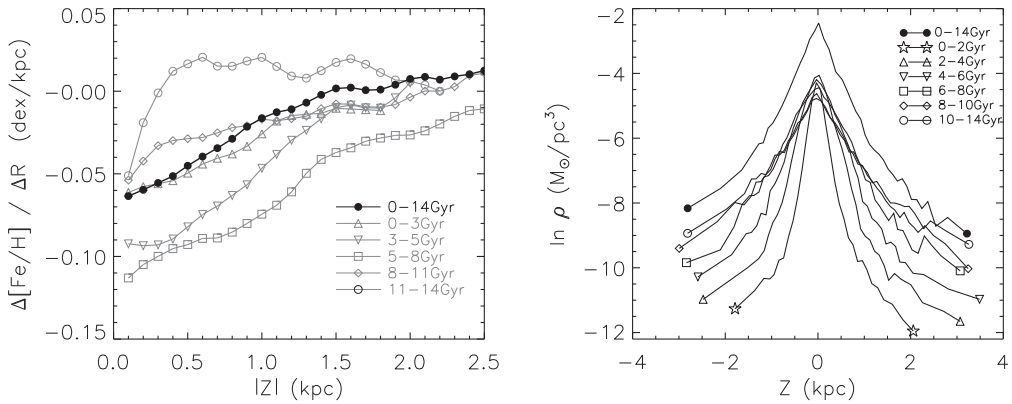 0.05
−0.00
−0.05
−0.10
−0.15
Δ[Fe/H] / ΔR (dex/kpc)
0.0 0.5 1.0 1.5 2.0 2.5
|Z| (kpc)
0−14Gyr
0−3Gyr
3−5Gyr
5−8Gyr
8−11Gyr
11−14Gyr
−2
−4
−6
−8
−10
−12
ln ρ (M☉/pc³)
−4 −2 0 2 4
Z (kpc)
0−14Gyr
0−2Gyr
2−4Gyr
4−6Gyr
6−8Gyr
8−10Gyr
10−14Gyr